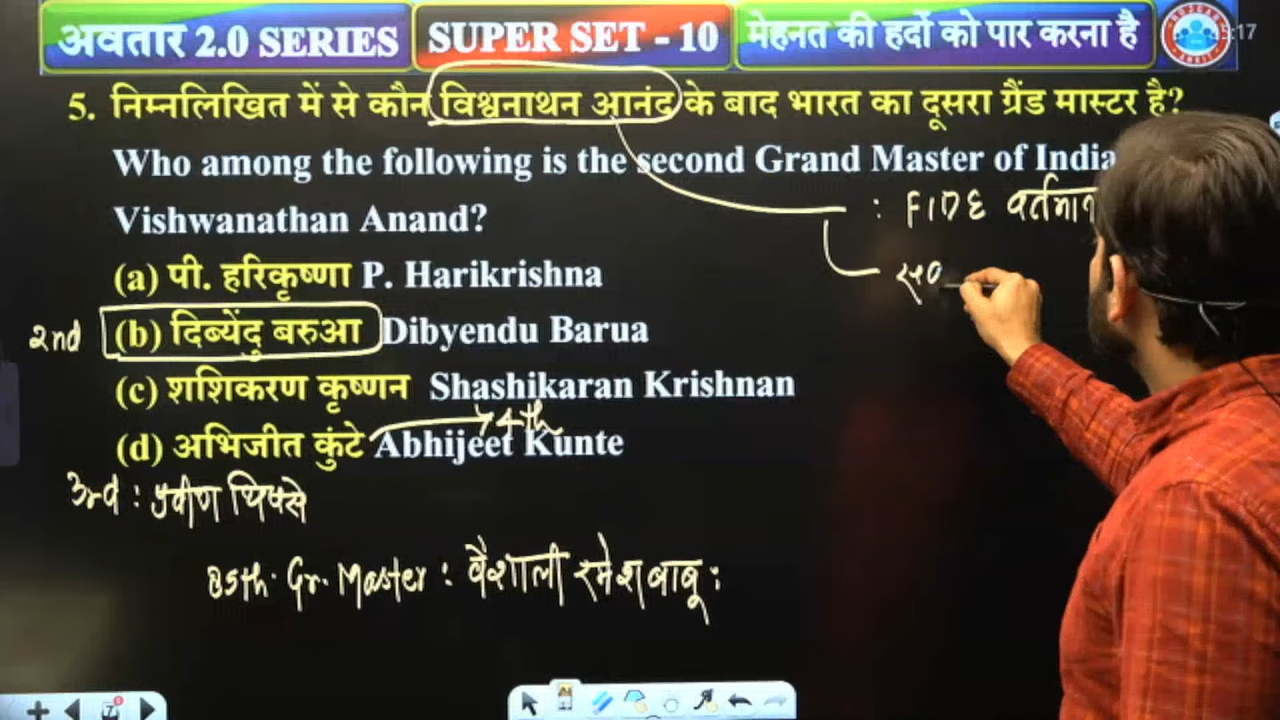 अवतार 2.0 SERIES SUPER SET - 10 मेहनत की हदों को पार करना है
5. निम्नलिखित में से कौन विश्वनाथन आनंद के बाद भारत का दूसरा ग्रैंड मास्टर है?
Who among the following is the second Grand Master of India
Vishwanathan Anand?
: FIDE वर्तमान
(a) पी. हरिकृष्णा P. Harikrishna
2nd (b) दिब्येंदु बरुआ Dibyendu Barua
(c) शशिकरण कृष्णन Shashikaran Krishnan
4th
(d) अभिजीत कुंटे Abhijeet Kunte
3rd : प्रवीण थिप्से
85th. Gr. Master : वैशाली रमेशबाबू :